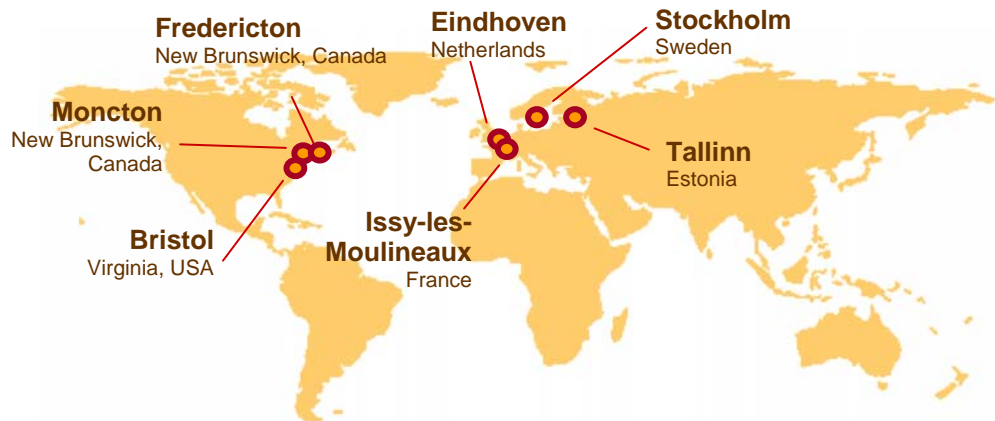 Fredericton
New Brunswick, Canada
Eindhoven
Netherlands
Stockholm
Sweden
Moncton
New Brunswick,
Canada
Tallinn
Estonia
Issy-les-
Moulineaux
France
Bristol
Virginia, USA